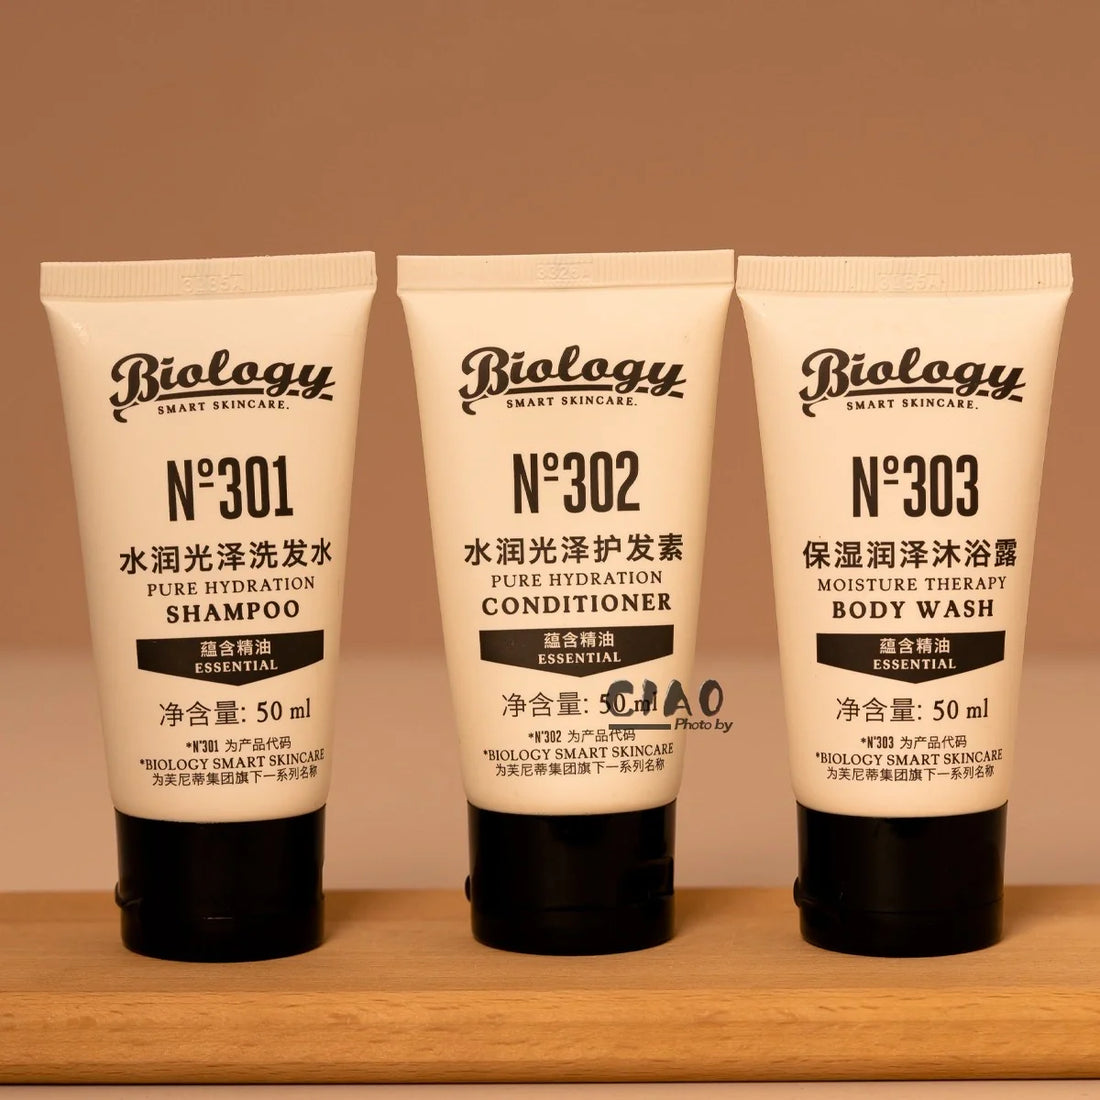 3326A
Biology
SMART SKINCARE.
Nº301
水润光泽洗发水
PURE HYDRATION
SHAMPOO
蕴含精油
ESSENTIAL
净含量: 50 ml
*Nº301 为产品代码
*BIOLOGY SMART SKINCARE
为芙尼蒂集团旗下一系列名称
Biology
SMART SKINCARE.
Nº302
水润光泽护发素
PURE HYDRATION
CONDITIONER
蕴含精油
ESSENTIAL
净含量: 50 ml
*Nº302 为产品代码
*BIOLOGY SMART SKINCARE
为芙尼蒂集团旗下一系列名称
Biology
SMART SKINCARE.
Nº303
保湿润泽沐浴露
MOISTURE THERAPY
BODY WASH
蕴含精油
ESSENTIAL
净含量: 50 ml
*Nº303 为产品代码
*BIOLOGY SMART SKINCARE
为芙尼蒂集团旗下一系列名称
CIAO
Photo by